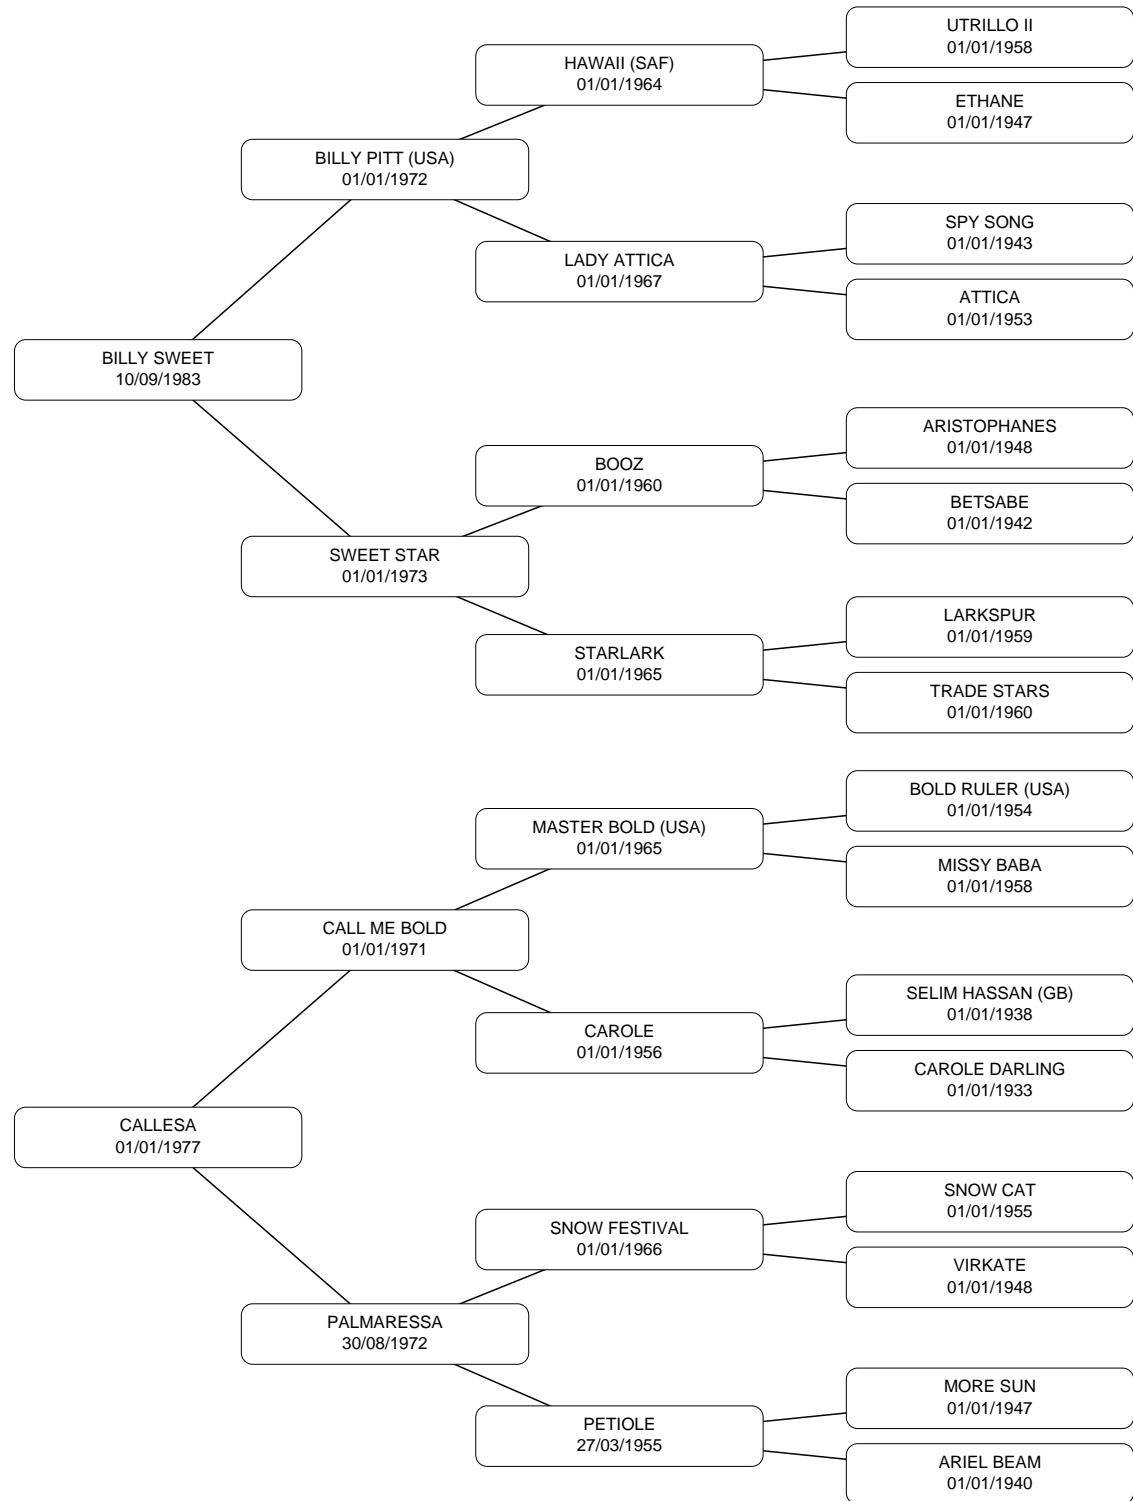 UTRILLO II
01/01/1958
HAWAII (SAF)
01/01/1964
ETHANE
01/01/1947
BILLY PITT (USA)
01/01/1972
SPY SONG
01/01/1943
LADY ATTICA
01/01/1967
ATTICA
01/01/1953
BILLY SWEET
10/09/1983
ARISTOPHANES
01/01/1948
BOOZ
01/01/1960
BETSABE
01/01/1942
SWEET STAR
01/01/1973
LARKSPUR
01/01/1959
STARLARK
01/01/1965
TRADE STARS
01/01/1960
BOLD RULER (USA)
01/01/1954
MASTER BOLD (USA)
01/01/1965
MISSY BABA
01/01/1958
CALL ME BOLD
01/01/1971
SELIM HASSAN (GB)
01/01/1938
CAROLE
01/01/1956
CAROLE DARLING
01/01/1933
CALLESA
01/01/1977
SNOW CAT
01/01/1955
SNOW FESTIVAL
01/01/1966
VIRKATE
01/01/1948
PALMARESSA
30/08/1972
MORE SUN
01/01/1947
PETIOLE
27/03/1955
ARIEL BEAM
01/01/1940